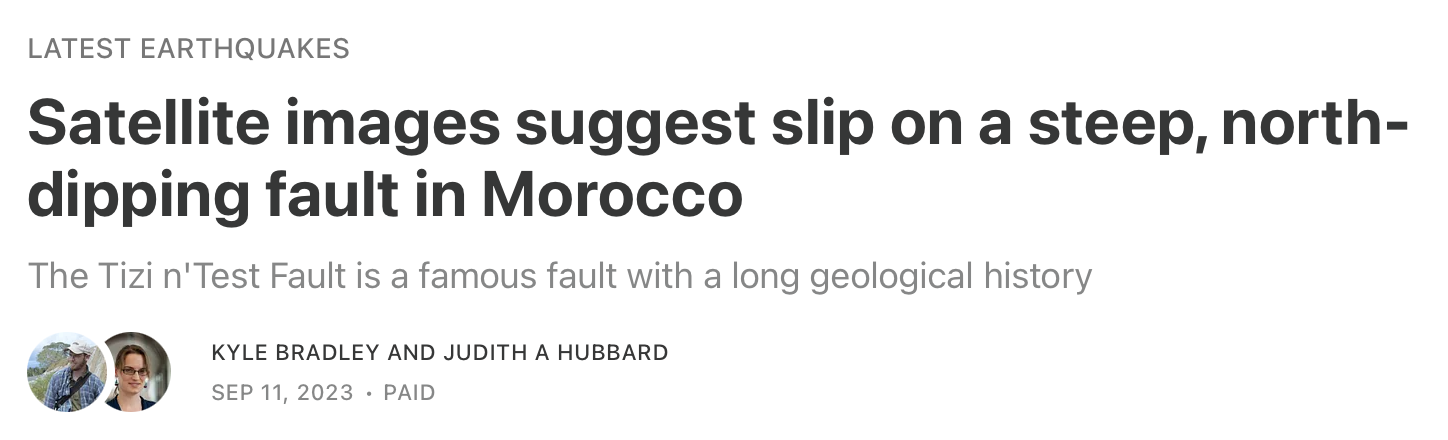 LATEST EARTHQUAKES
Satellite images suggest slip on a steep, north-
dipping fault in Morocco
The Tizi n'Test Fault is a famous fault with a long geological history
KYLE BRADLEY AND JUDITH A HUBBARD
SEP 11, 2023 • PAID